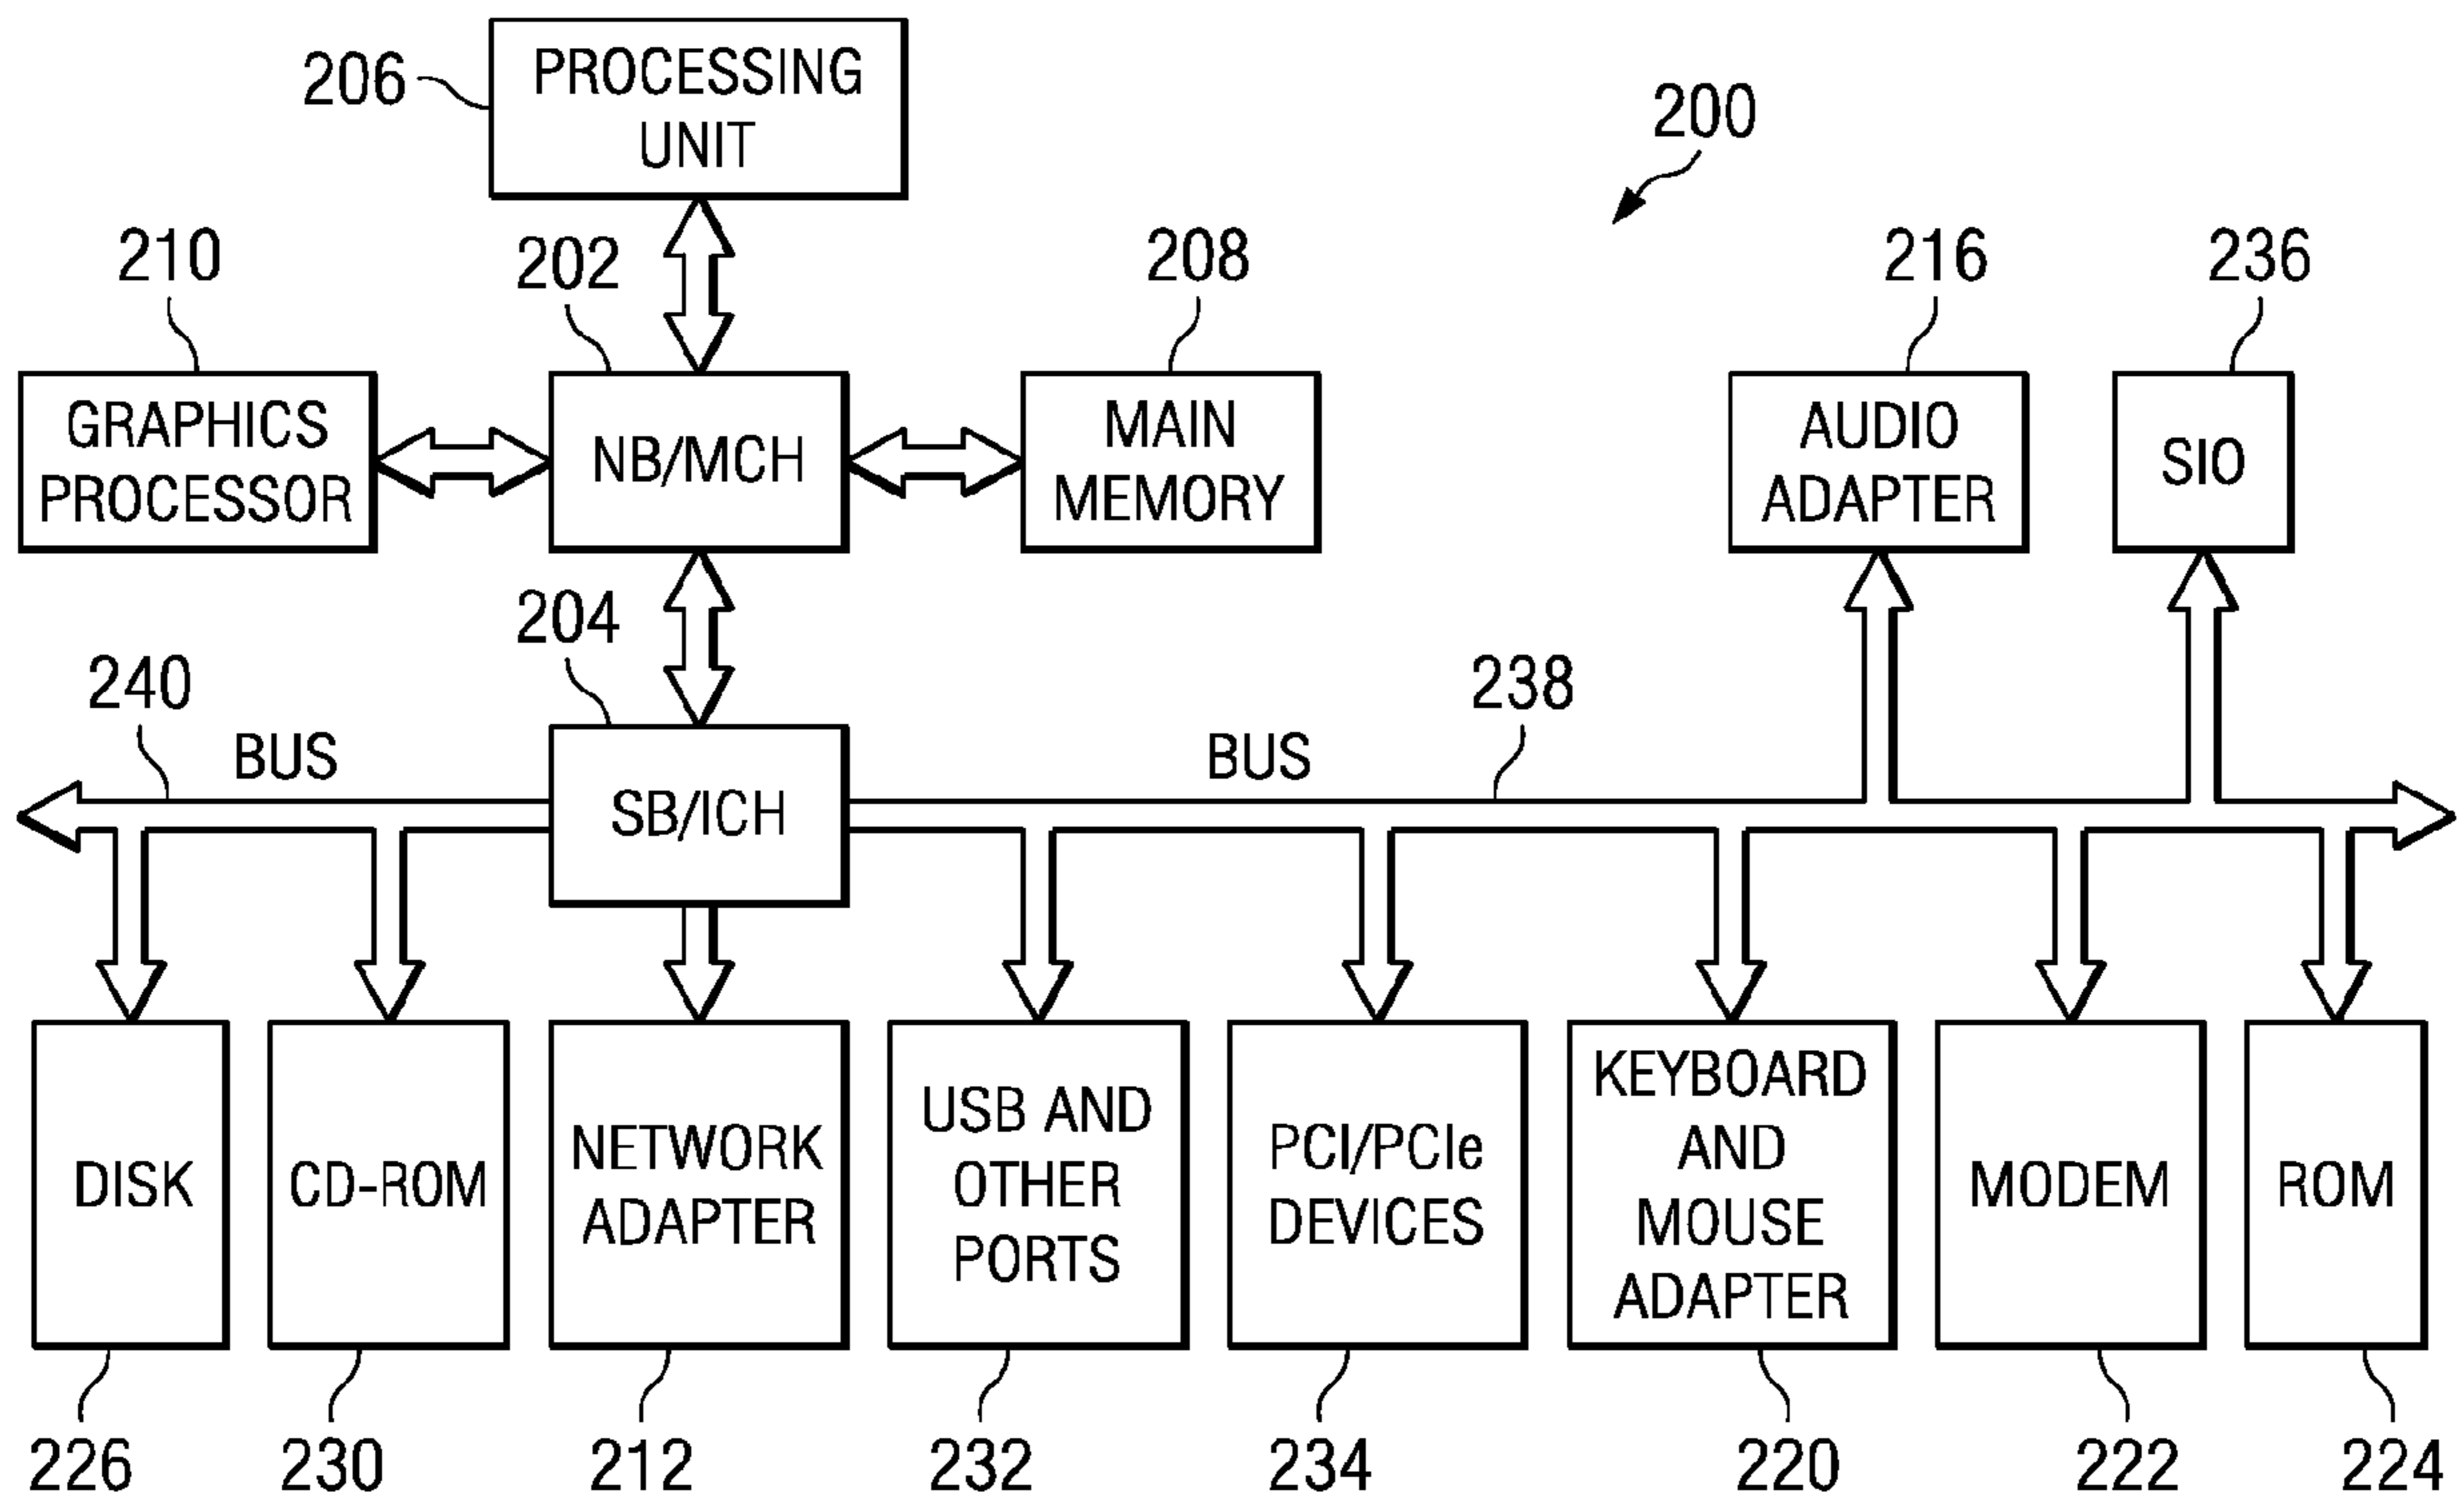 206
PROCESSING
UNIT
200
210
202
208
216
236
GRAPHICS
PROCESSOR
NB/MCH
MAIN
MEMORY
AUDIO
ADAPTER
SIO
204
240
238
BUS
BUS
SB/ICH
DISK
CD-ROM
NETWORK
ADAPTER
USB AND
OTHER
PORTS
PCI/PCIe
DEVICES
KEYBOARD
AND
MOUSE
ADAPTER
MODEM
ROM
226
230
212
232
234
220
222
224